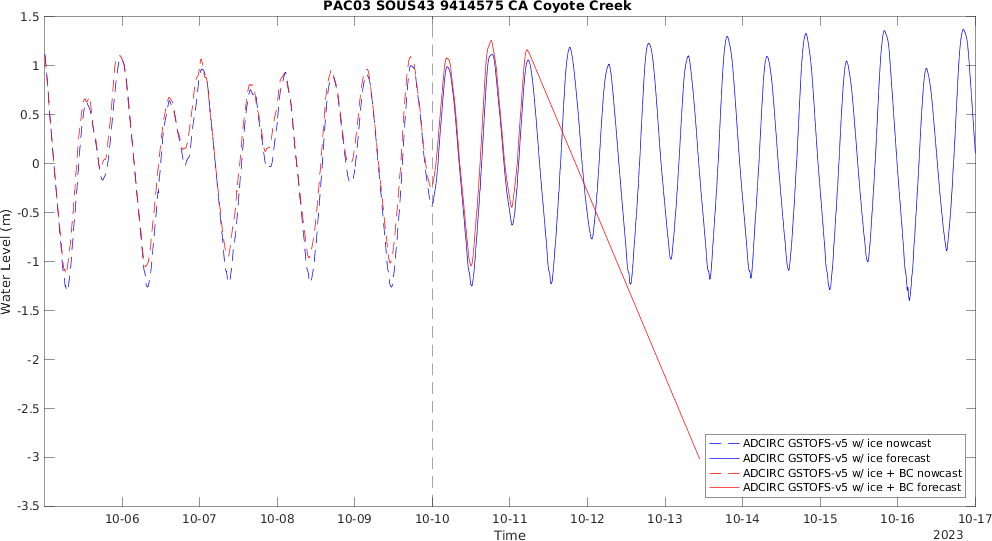 PAC03 SOUS43 9414575 CA Coyote Creek
1.5
1
0.5
0
-0.5
-1
-1.5
-2
-2.5
-3
-3.5
Water Level (m)
ADCIRC GSTOFS-v5 w/ ice nowcast
ADCIRC GSTOFS-v5 w/ ice forecast
ADCIRC GSTOFS-v5 w/ ice + BC nowcast
ADCIRC GSTOFS-v5 w/ ice + BC forecast
10-06 10-07 10-08 10-09 10-10 10-11 10-12 10-13 10-14 10-15 10-16 10-17
Time
2023